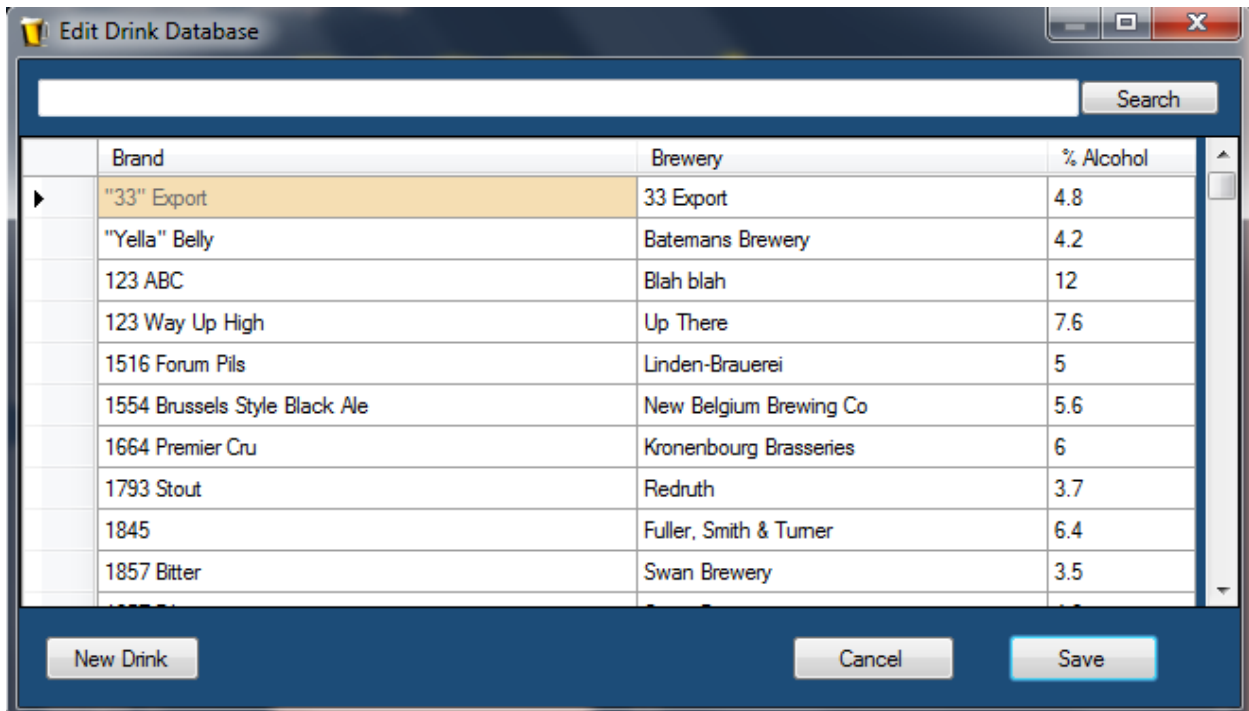 Edit Drink Database
Search
Brand Brewery % Alcohol
"33" Export 33 Export 4.8
"Yella" Belly Batemans Brewery 4.2
123 ABC Blah blah 12
123 Way Up High Up There 7.6
1516 Forum Pils Linden-Brauerei 5
1554 Brussels Style Black Ale New Belgium Brewing Co 5.6
1664 Premier Cru Kronenbourg Brasseries 6
1793 Stout Redruth 3.7
1845 Fuller, Smith & Turner 6.4
1857 Bitter Swan Brewery 3.5
New Drink Cancel Save